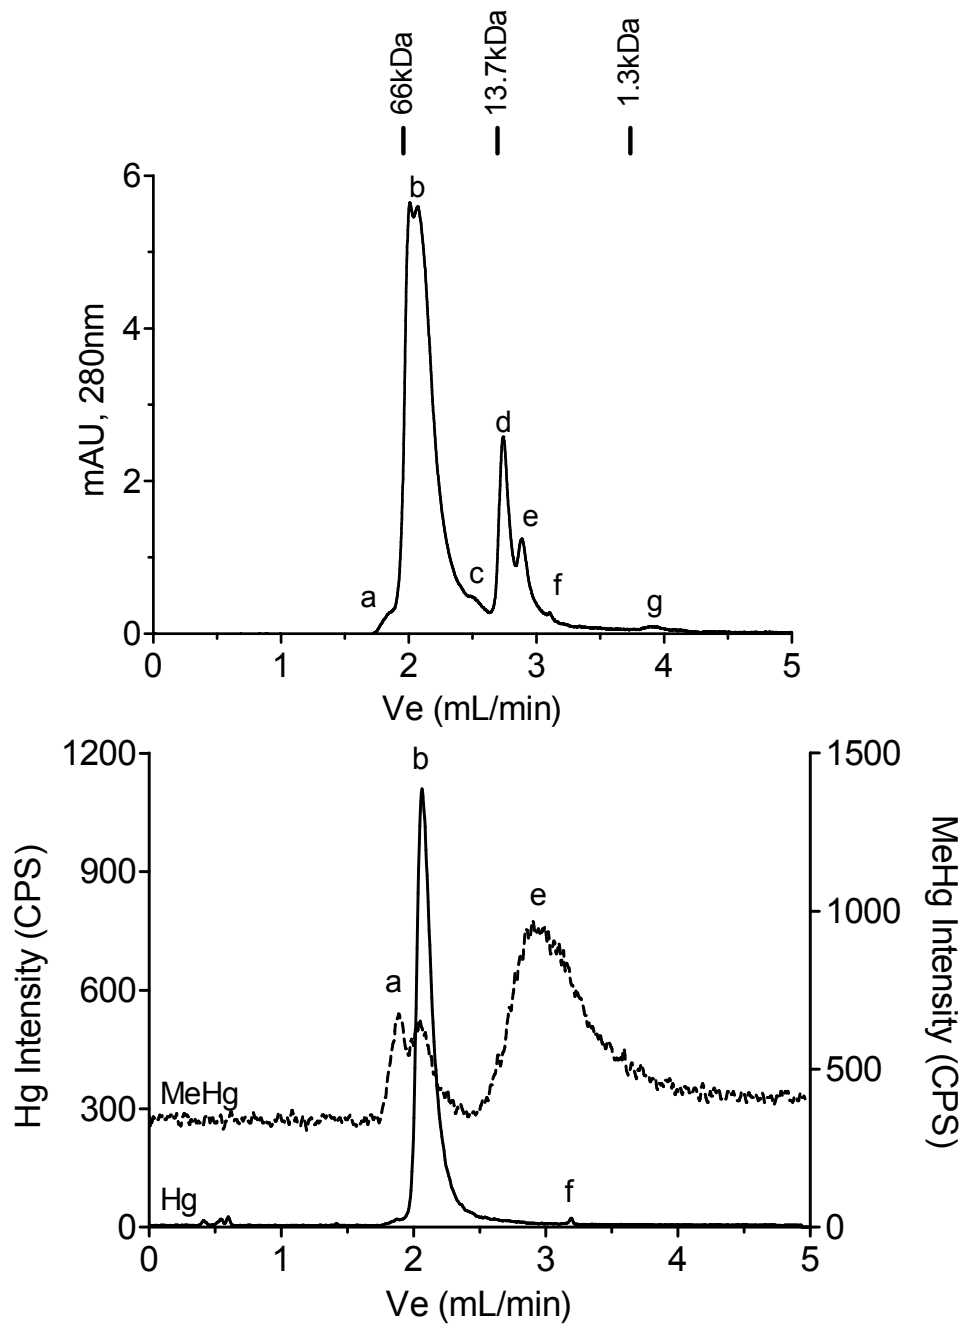 66kDa
13.7kDa
1.3kDa
6
b
4
mAU, 280nm
d
2
e
c
f
a
g
0
0 1 2 3 4 5
Ve (mL/min)
1200 1500
b
900
e
1000
a
600
Hg Intensity (CPS)
MeHg Intensity (CPS)
500
MeHg
300
Hg
f
0 0
0 1 2 3 4 5
Ve (mL/min)